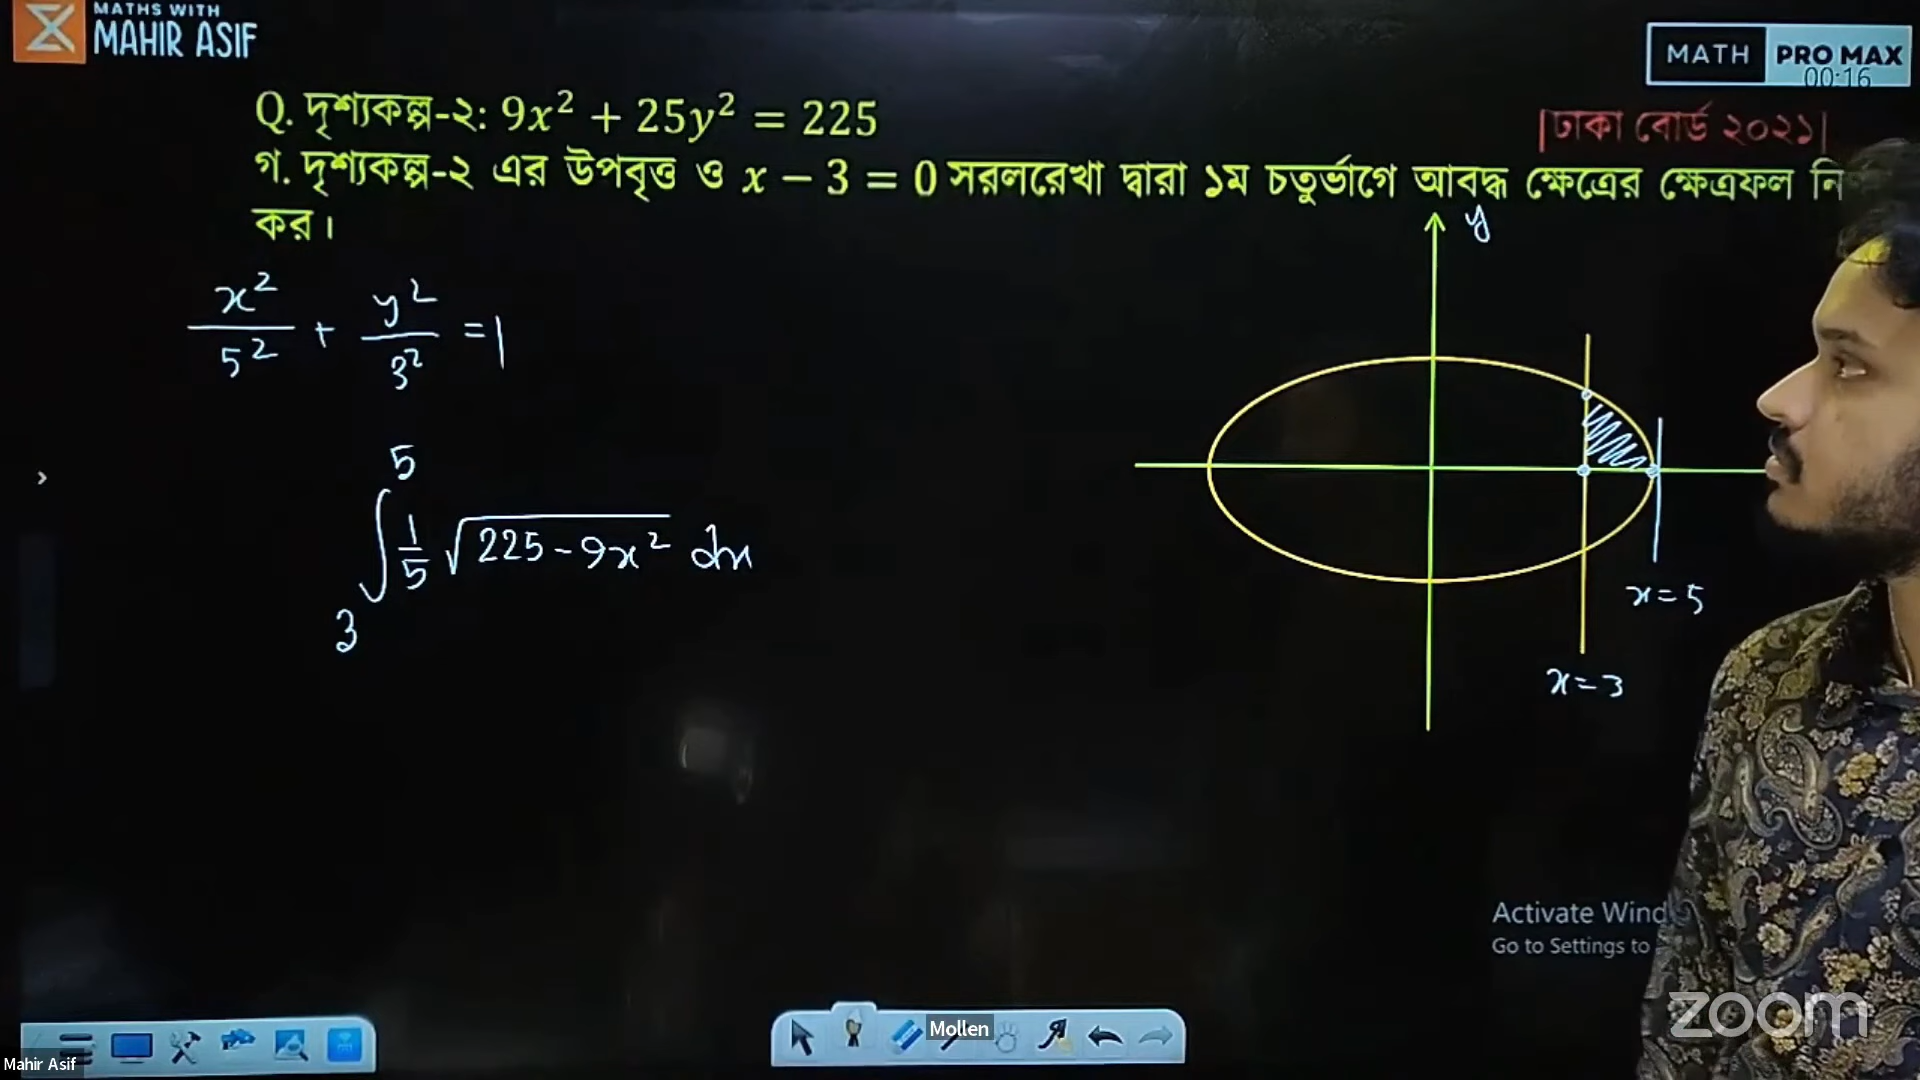 MATHS WITH
MAHIR ASIF
MATH PRO MAX
00:16
Q. দৃশ্যকল্প-২: 9x² + 25y² = 225
|ঢাকা বোর্ড ২০২১|
গ. দৃশ্যকল্প-২ এর উপবৃত্ত ও x − 3 = 0 সরলরেখা দ্বারা ১ম চতুর্ভাগে আবদ্ধ ক্ষেত্রের ক্ষেত্রফল নি
কর।
y
x²/5² + y²/3² = 1
∫₃⁵ 1/5 √(225 - 9x²) dx
x = 5
x = 3
Activate Wind
Go to Settings to
zoom
Mollen
Mahir Asif